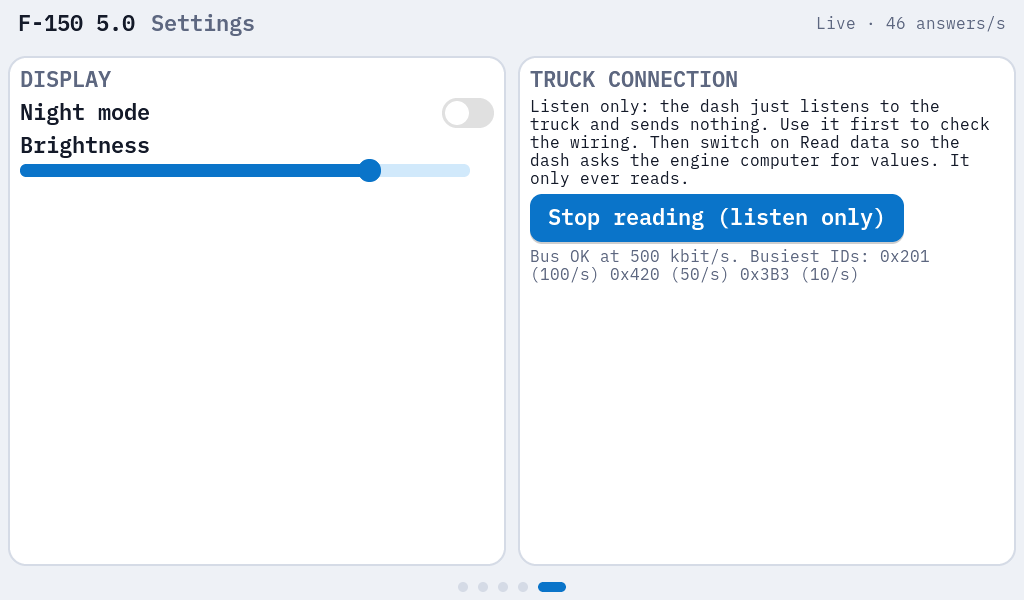 F-150 5.0 Settings
Live · 46 answers/s
DISPLAY
Night mode
Brightness
TRUCK CONNECTION
Listen only: the dash just listens to the
truck and sends nothing. Use it first to check
the wiring. Then switch on Read data so the
dash asks the engine computer for values. It
only ever reads.
Stop reading (listen only)
Bus OK at 500 kbit/s. Busiest IDs: 0x201
(100/s) 0x420 (50/s) 0x3B3 (10/s)